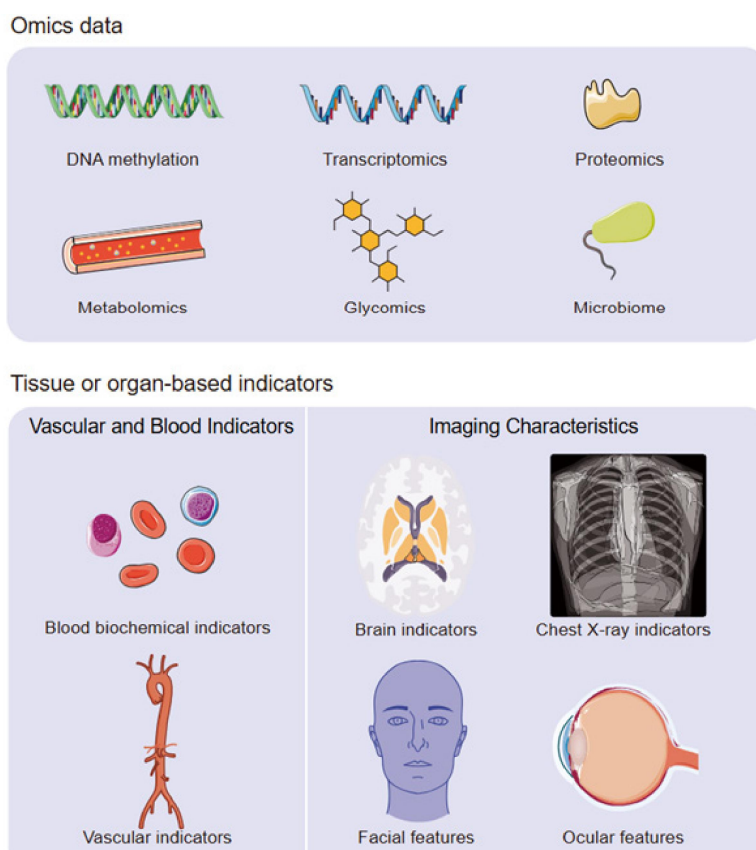 Omics data
DNA methylation
Transcriptomics
Proteomics
Metabolomics
Glycomics
Microbiome
Tissue or organ-based indicators
Vascular and Blood Indicators
Imaging Characteristics
Blood biochemical indicators
Brain indicators
Chest X-ray indicators
Vascular indicators
Facial features
Ocular features